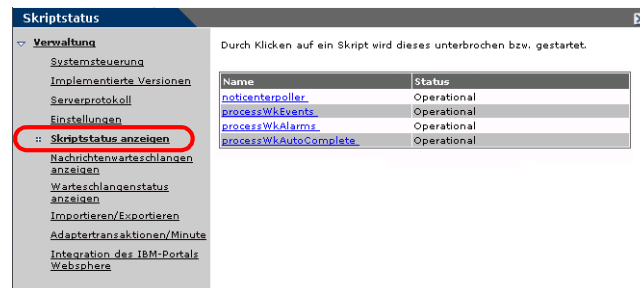 Skriptstatus
Verwaltung
Systemsteuerung
Implementierte Versionen
Serverprotokoll
Einstellungen
:: Skriptstatus anzeigen
Nachrichtenwarteschlangen
anzeigen
Warteschlangenstatus
anzeigen
Importieren/Exportieren
Adaptertransaktionen/Minute
Integration des IBM-Portals
Websphere
Durch Klicken auf ein Skript wird dieses unterbrochen bzw. gestartet.
Name Status
noticenterpoller Operational
processWkEvents Operational
processWkAlarms Operational
processWkAutoComplete Operational